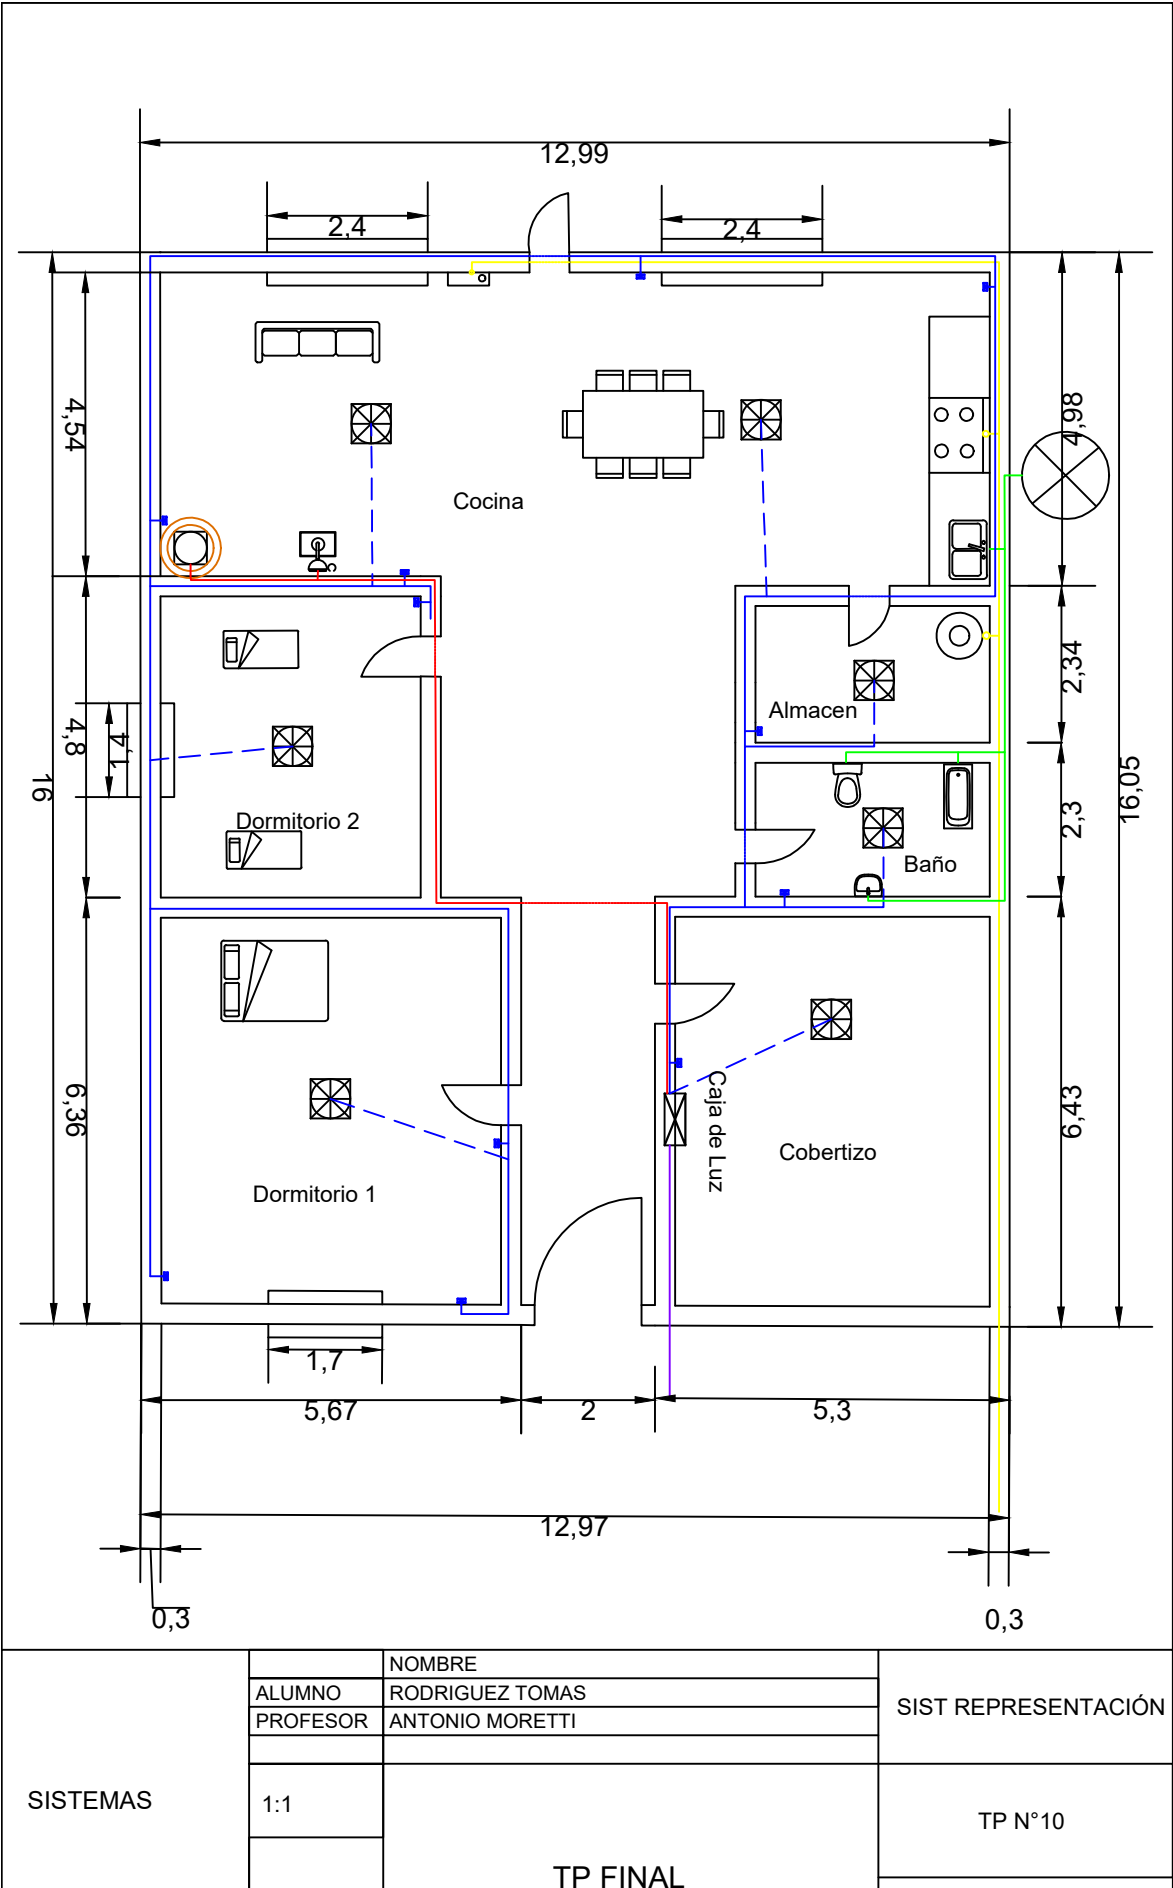 12,99
2,4
2,4
4,54
4,98
Cocina
16
4,8
1,4
2,34
Almacen
16,05
Dormitorio 2
2,3
Baño
6,36
Caja de Luz
6,43
Cobertizo
Dormitorio 1
1,7
5,67
2
5,3
12,97
0,3
0,3
NOMBRE
ALUMNO RODRIGUEZ TOMAS
PROFESOR ANTONIO MORETTI
SIST REPRESENTACIÓN
SISTEMAS
1:1
TP N°10
TP FINAL